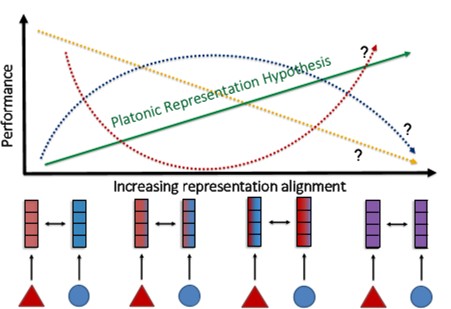 ?
Platonic Representation Hypothesis
?
?
Performance
Increasing representation alignment